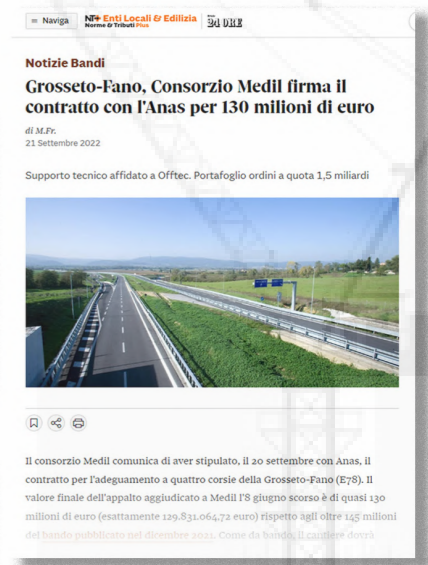 ≡ Naviga
NT+ Enti Locali & Edilizia
Norme & Tributi Plus
24 ORE
Notizie Bandi
Grosseto-Fano, Consorzio Medil firma il
contratto con l'Anas per 130 milioni di euro
di M.Fr.
21 Settembre 2022
Supporto tecnico affidato a Offtec. Portafoglio ordini a quota 1,5 miliardi
Il consorzio Medil comunica di aver stipulato, il 20 settembre con Anas, il
contratto per l'adeguamento a quattro corsie della Grosseto-Fano (E78). Il
valore finale dell'appalto aggiudicato a Medil l'8 giugno scorso è di quasi 130
milioni di euro (esattamente 129.831.064,72 euro) rispetto agli oltre 145 milioni
del bando pubblicato nel dicembre 2021. Come da bando, il cantiere dovrà